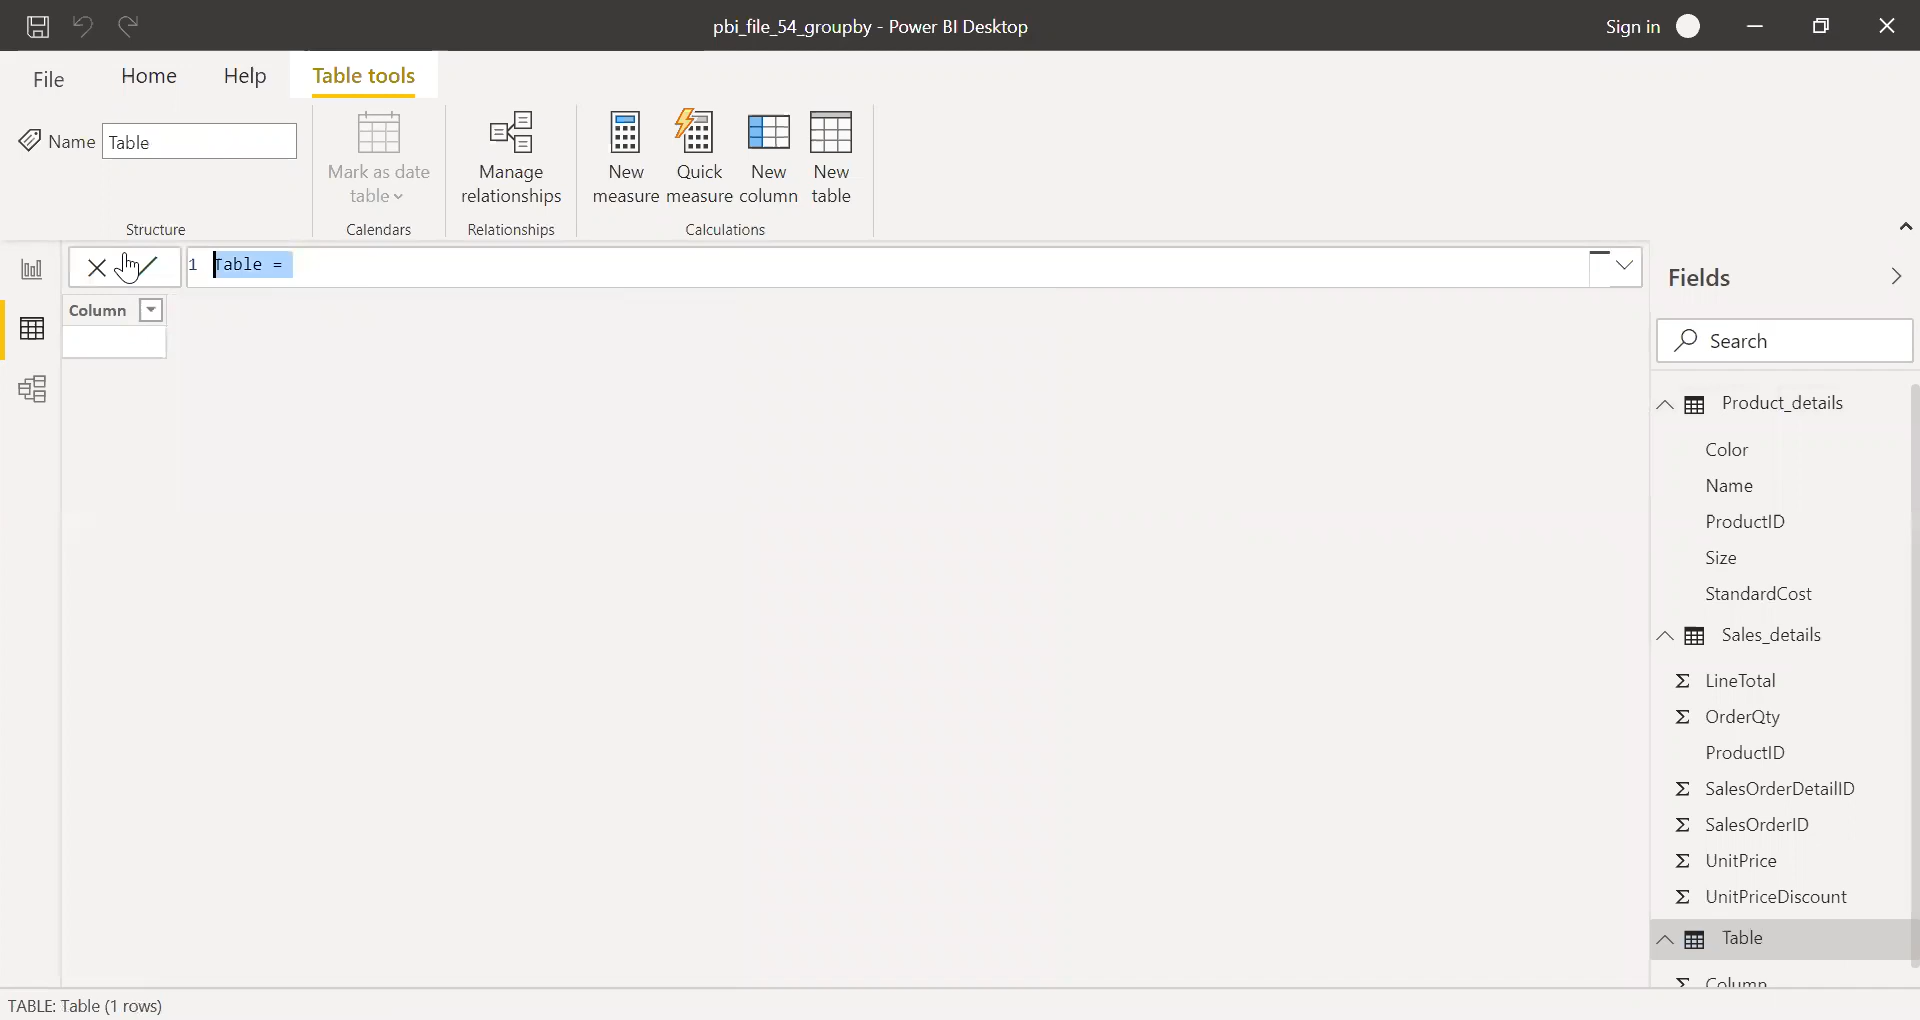 pbi_file_54_groupby - Power BI Desktop
Sign in
File
Home
Help
Table tools
Name
Table
Mark as date
table
Manage
relationships
New
measure
Quick
measure
New
column
New
table
Structure
Calendars
Relationships
Calculations
1
Table =
Column
Fields
Search
Product_details
Color
Name
ProductID
Size
StandardCost
Sales_details
Σ LineTotal
Σ OrderQty
ProductID
Σ SalesOrderDetailID
Σ SalesOrderID
Σ UnitPrice
Σ UnitPriceDiscount
Table
Σ Column
TABLE: Table (1 rows)